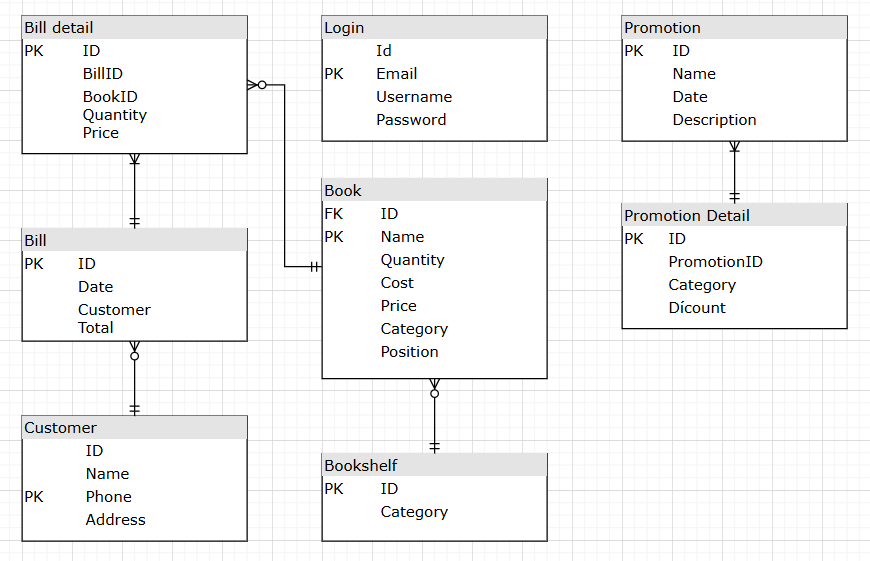 Bill detail
PK ID
BillID
BookID
Quantity
Price
Bill
PK ID
Date
Customer
Total
Customer
ID
Name
PK Phone
Address
Login
Id
PK Email
Username
Password
Book
FK ID
PK Name
Quantity
Cost
Price
Category
Position
Bookshelf
PK ID
Category
Promotion
PK ID
Name
Date
Description
Promotion Detail
PK ID
PromotionID
Category
Dícount